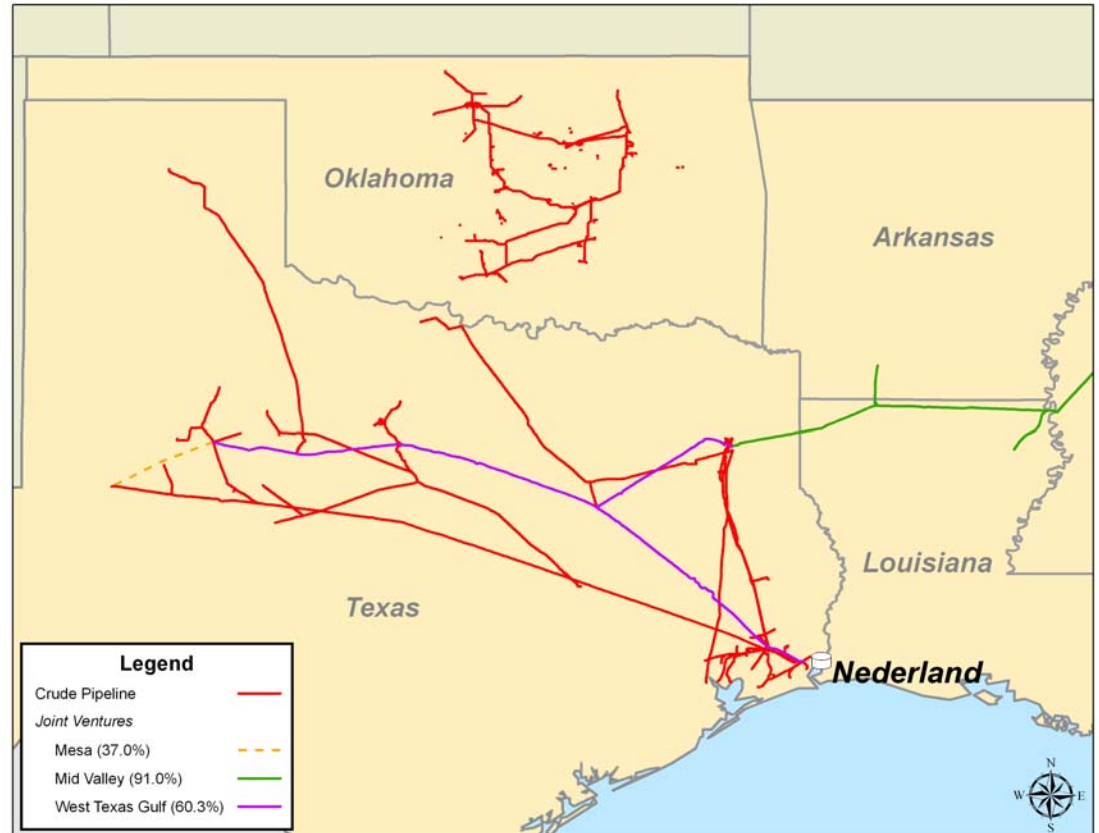 Oklahoma
Arkansas
Louisiana
Texas
Nederland
Legend
Crude Pipeline
Joint Ventures
Mesa (37.0%)
Mid Valley (91.0%)
West Texas Gulf (60.3%)
N
W E
S